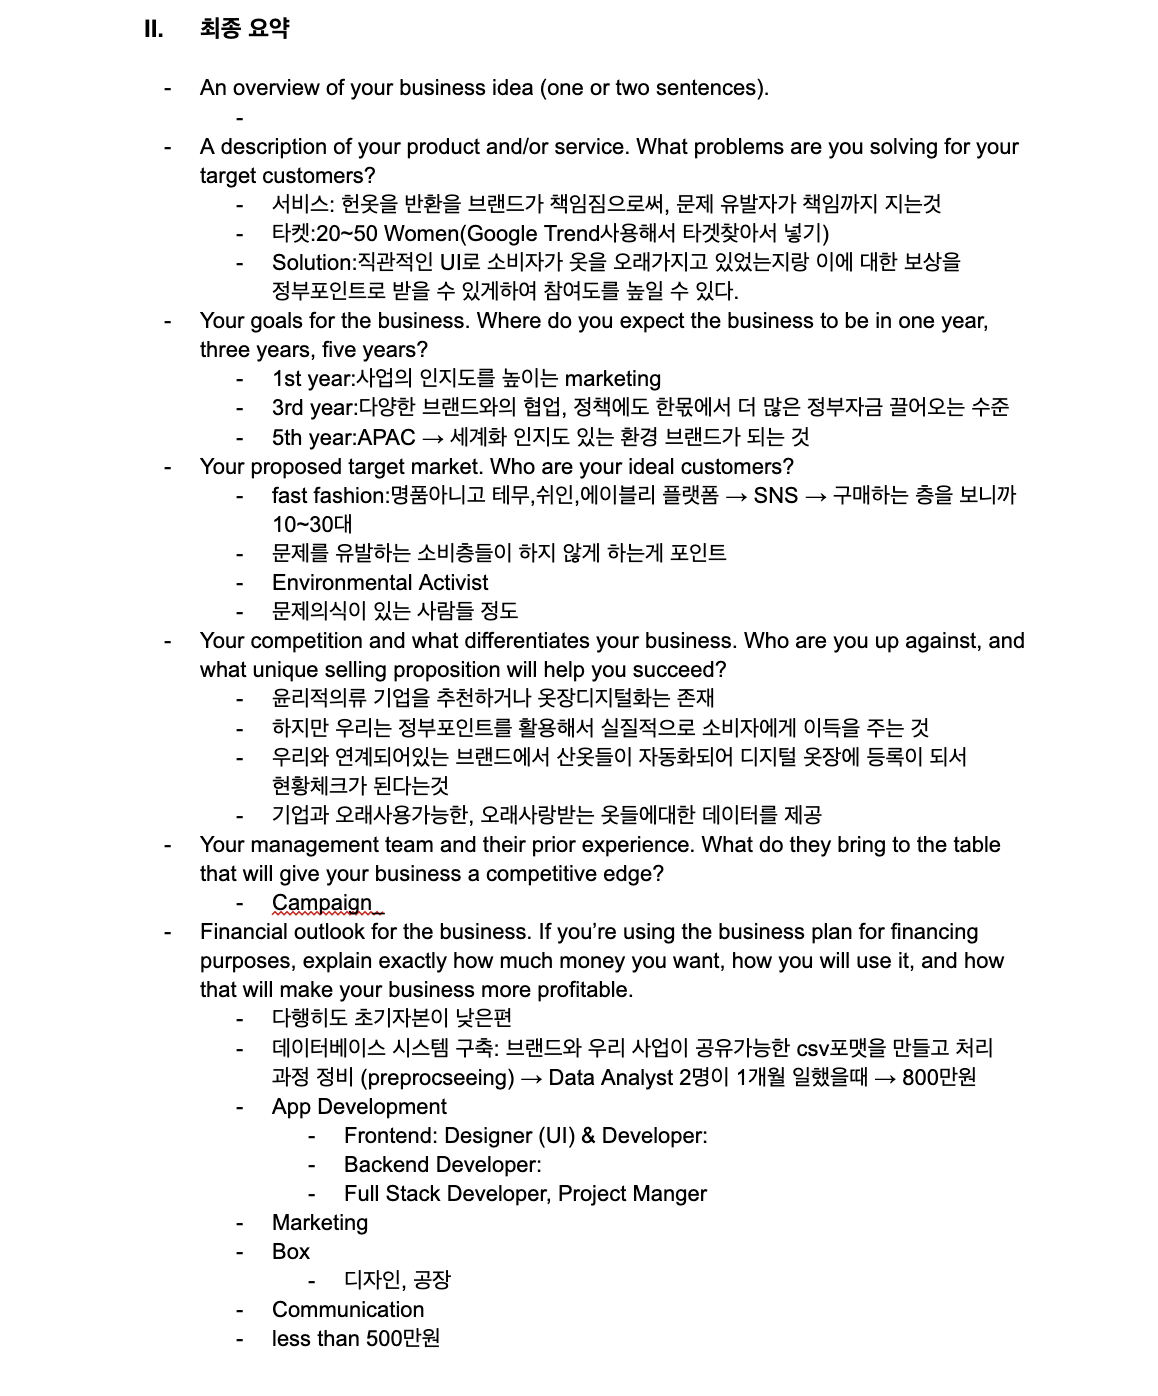 II. 최종 요약
- An overview of your business idea (one or two sentences).
-
- A description of your product and/or service. What problems are you solving for your
target customers?
- 서비스: 헌옷을 반환을 브랜드가 책임짐으로써, 문제 유발자가 책임까지 지는것
- 타켓:20~50 Women(Google Trend사용해서 타겟찾아서 넣기)
- Solution:직관적인 UI로 소비자가 옷을 오래가지고 있었는지랑 이에 대한 보상을
정부포인트로 받을 수 있게하여 참여도를 높일 수 있다.
- Your goals for the business. Where do you expect the business to be in one year,
three years, five years?
- 1st year:사업의 인지도를 높이는 marketing
- 3rd year:다양한 브랜드와의 협업, 정책에도 한몫에서 더 많은 정부자금 끌어오는 수준
- 5th year:APAC → 세계화 인지도 있는 환경 브랜드가 되는 것
- Your proposed target market. Who are your ideal customers?
- fast fashion:명품아니고 테무,쉬인,에이블리 플랫폼 → SNS → 구매하는 층을 보니까
10~30대
- 문제를 유발하는 소비층들이 하지 않게 하는게 포인트
- Environmental Activist
- 문제의식이 있는 사람들 정도
- Your competition and what differentiates your business. Who are you up against, and
what unique selling proposition will help you succeed?
- 윤리적의류 기업을 추천하거나 옷장디지털화는 존재
- 하지만 우리는 정부포인트를 활용해서 실질적으로 소비자에게 이득을 주는 것
- 우리와 연계되어있는 브랜드에서 산옷들이 자동화되어 디지털 옷장에 등록이 되서
현황체크가 된다는것
- 기업과 오래사용가능한, 오래사랑받는 옷들에대한 데이터를 제공
- Your management team and their prior experience. What do they bring to the table
that will give your business a competitive edge?
- Campaign
- Financial outlook for the business. If you’re using the business plan for financing
purposes, explain exactly how much money you want, how you will use it, and how
that will make your business more profitable.
- 다행히도 초기자본이 낮은편
- 데이터베이스 시스템 구축: 브랜드와 우리 사업이 공유가능한 csv포맷을 만들고 처리
과정 정비 (preprocseeing) → Data Analyst 2명이 1개월 일했을때 → 800만원
- App Development
- Frontend: Designer (UI) & Developer:
- Backend Developer:
- Full Stack Developer, Project Manger
- Marketing
- Box
- 디자인, 공장
- Communication
- less than 500만원